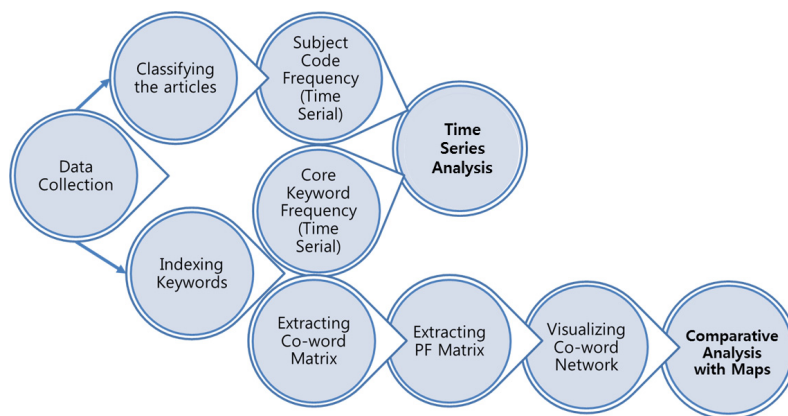 Classifying
the articles
Subject
Code
Frequency
(Time
Serial)
Time
Series
Analysis
Data
Collection
Core
Keyword
Frequency
(Time
Serial)
Indexing
Keywords
Extracting
Co-word
Matrix
Extracting
PF Matrix
Visualizing
Co-word
Network
Comparative
Analysis
with Maps